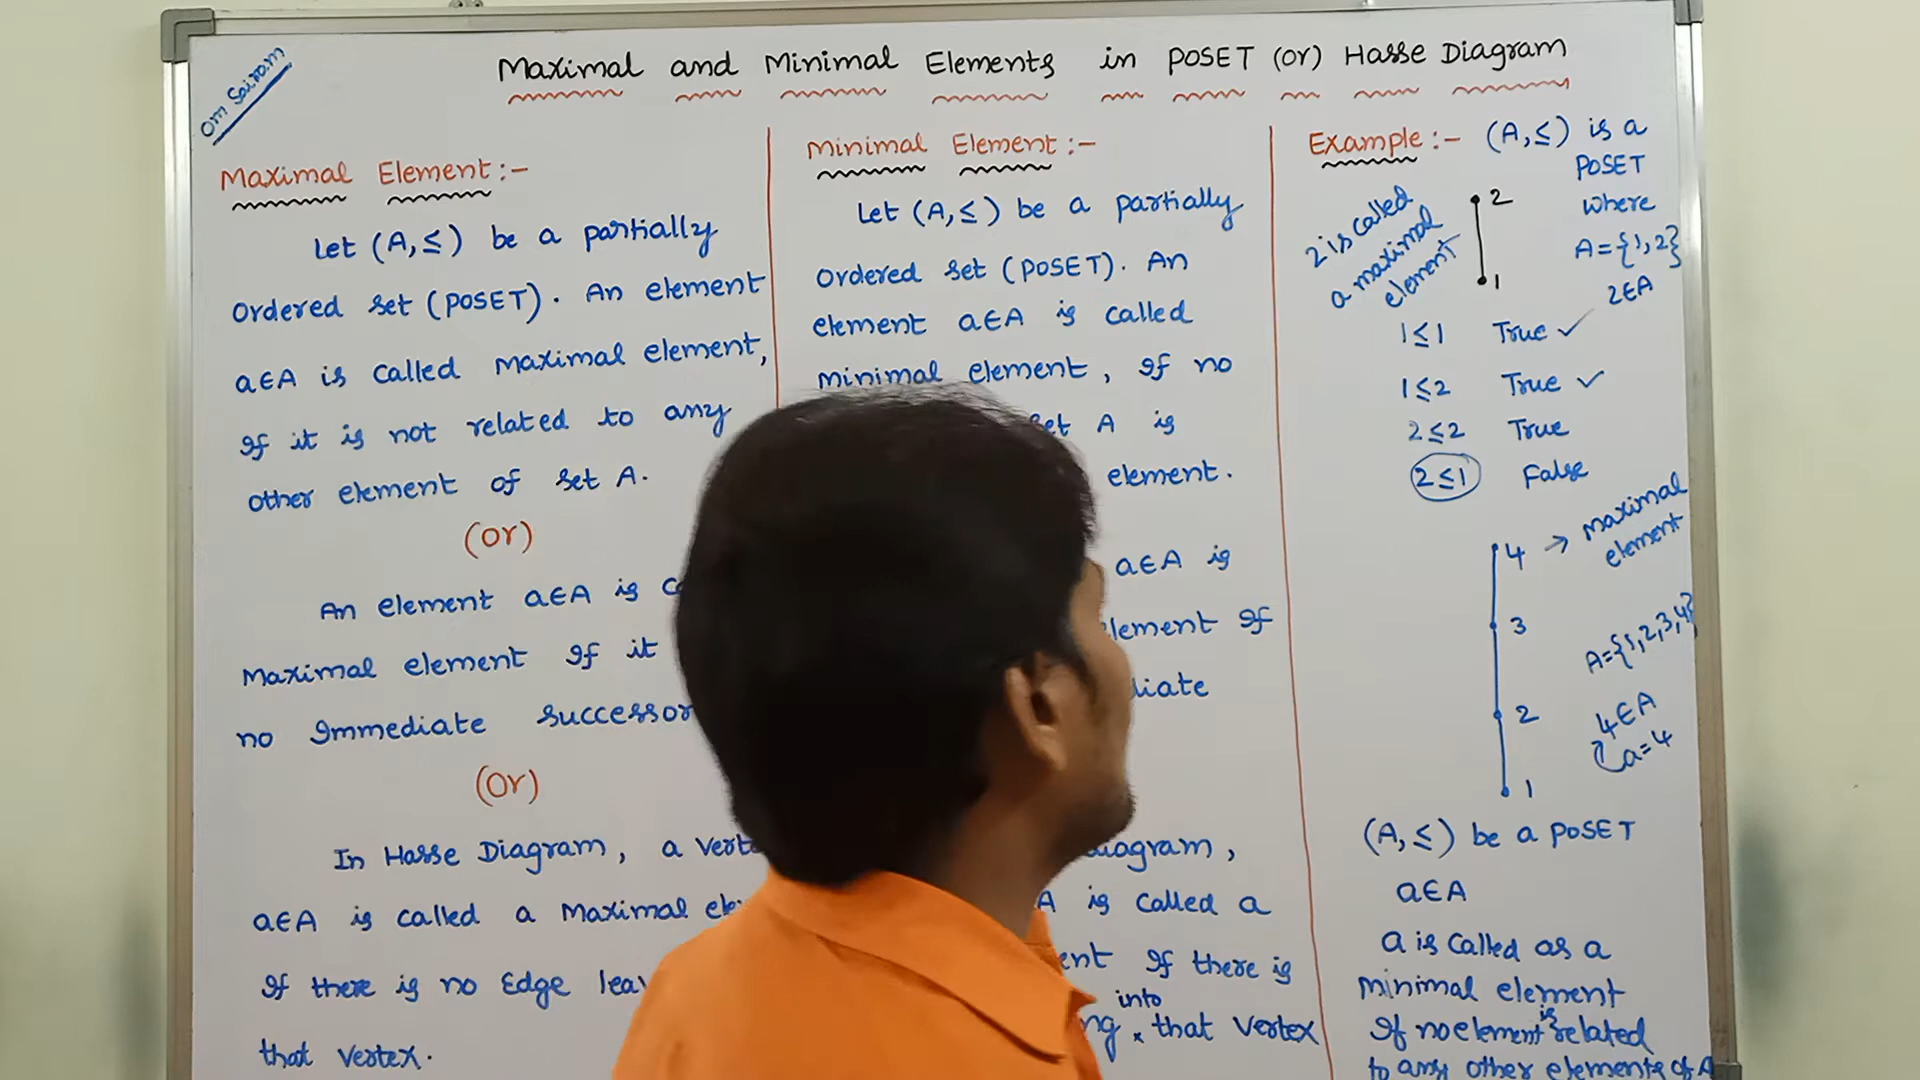 Om Sairam
Maximal and Minimal Elements in POSET (or) Hasse Diagram
Maximal Element :-
Let (A,≤) be a partially
ordered set (POSET). An element
a∈A is called maximal element,
If it is not related to any
other element of set A.
(or)
An element a∈A is
Maximal element If it
no Immediate successor
(or)
In Hasse Diagram, a
a∈A is called a Maximal
If there is no Edge
that vertex.
Minimal Element :-
Let (A,≤) be a partially
ordered set (POSET). An
element a∈A is called
minimal element, If no
set A is
element.
a∈A is
element If
A is called a
If there is
into
that vertex
Example :- (A,≤) is a
POSET
where
A={1,2}
2∈A
2 is called
a maximal
element
2
1
1≤1 True ✓
1≤2 True ✓
2≤2 True
2≤1 False
4 → Maximal
element
3
2
1
A={1,2,3,4}
4∈A
a=4
(A,≤) be a POSET
a∈A
a is called as a
minimal element
If no element is related
to any other elements of A